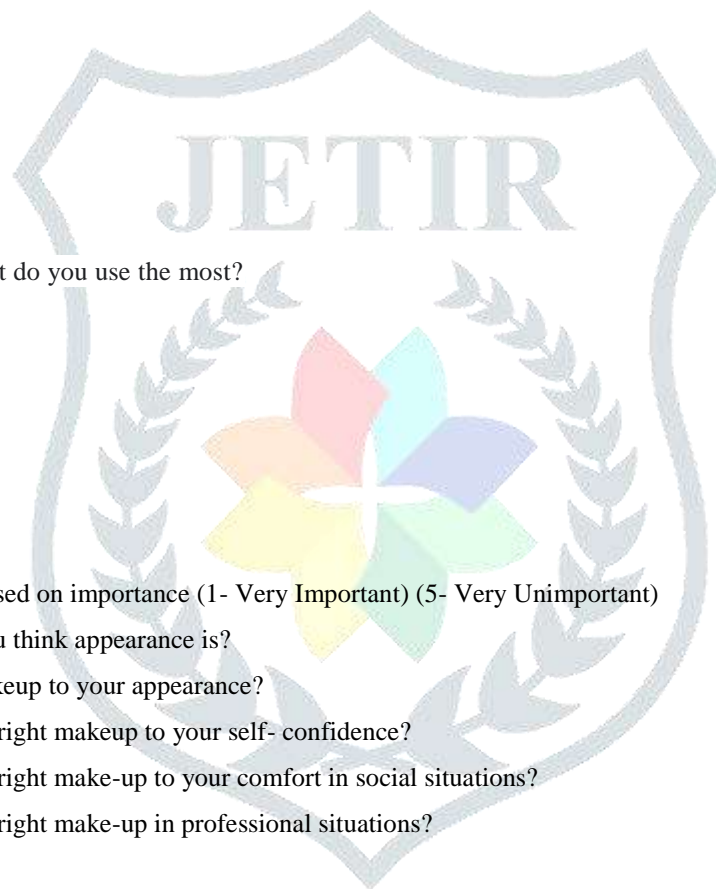 JETIR
t do you use the most?
sed on importance (1- Very Important) (5- Very Unimportant)
u think appearance is?
keup to your appearance?
right makeup to your self- confidence?
right make-up to your comfort in social situations?
right make-up in professional situations?